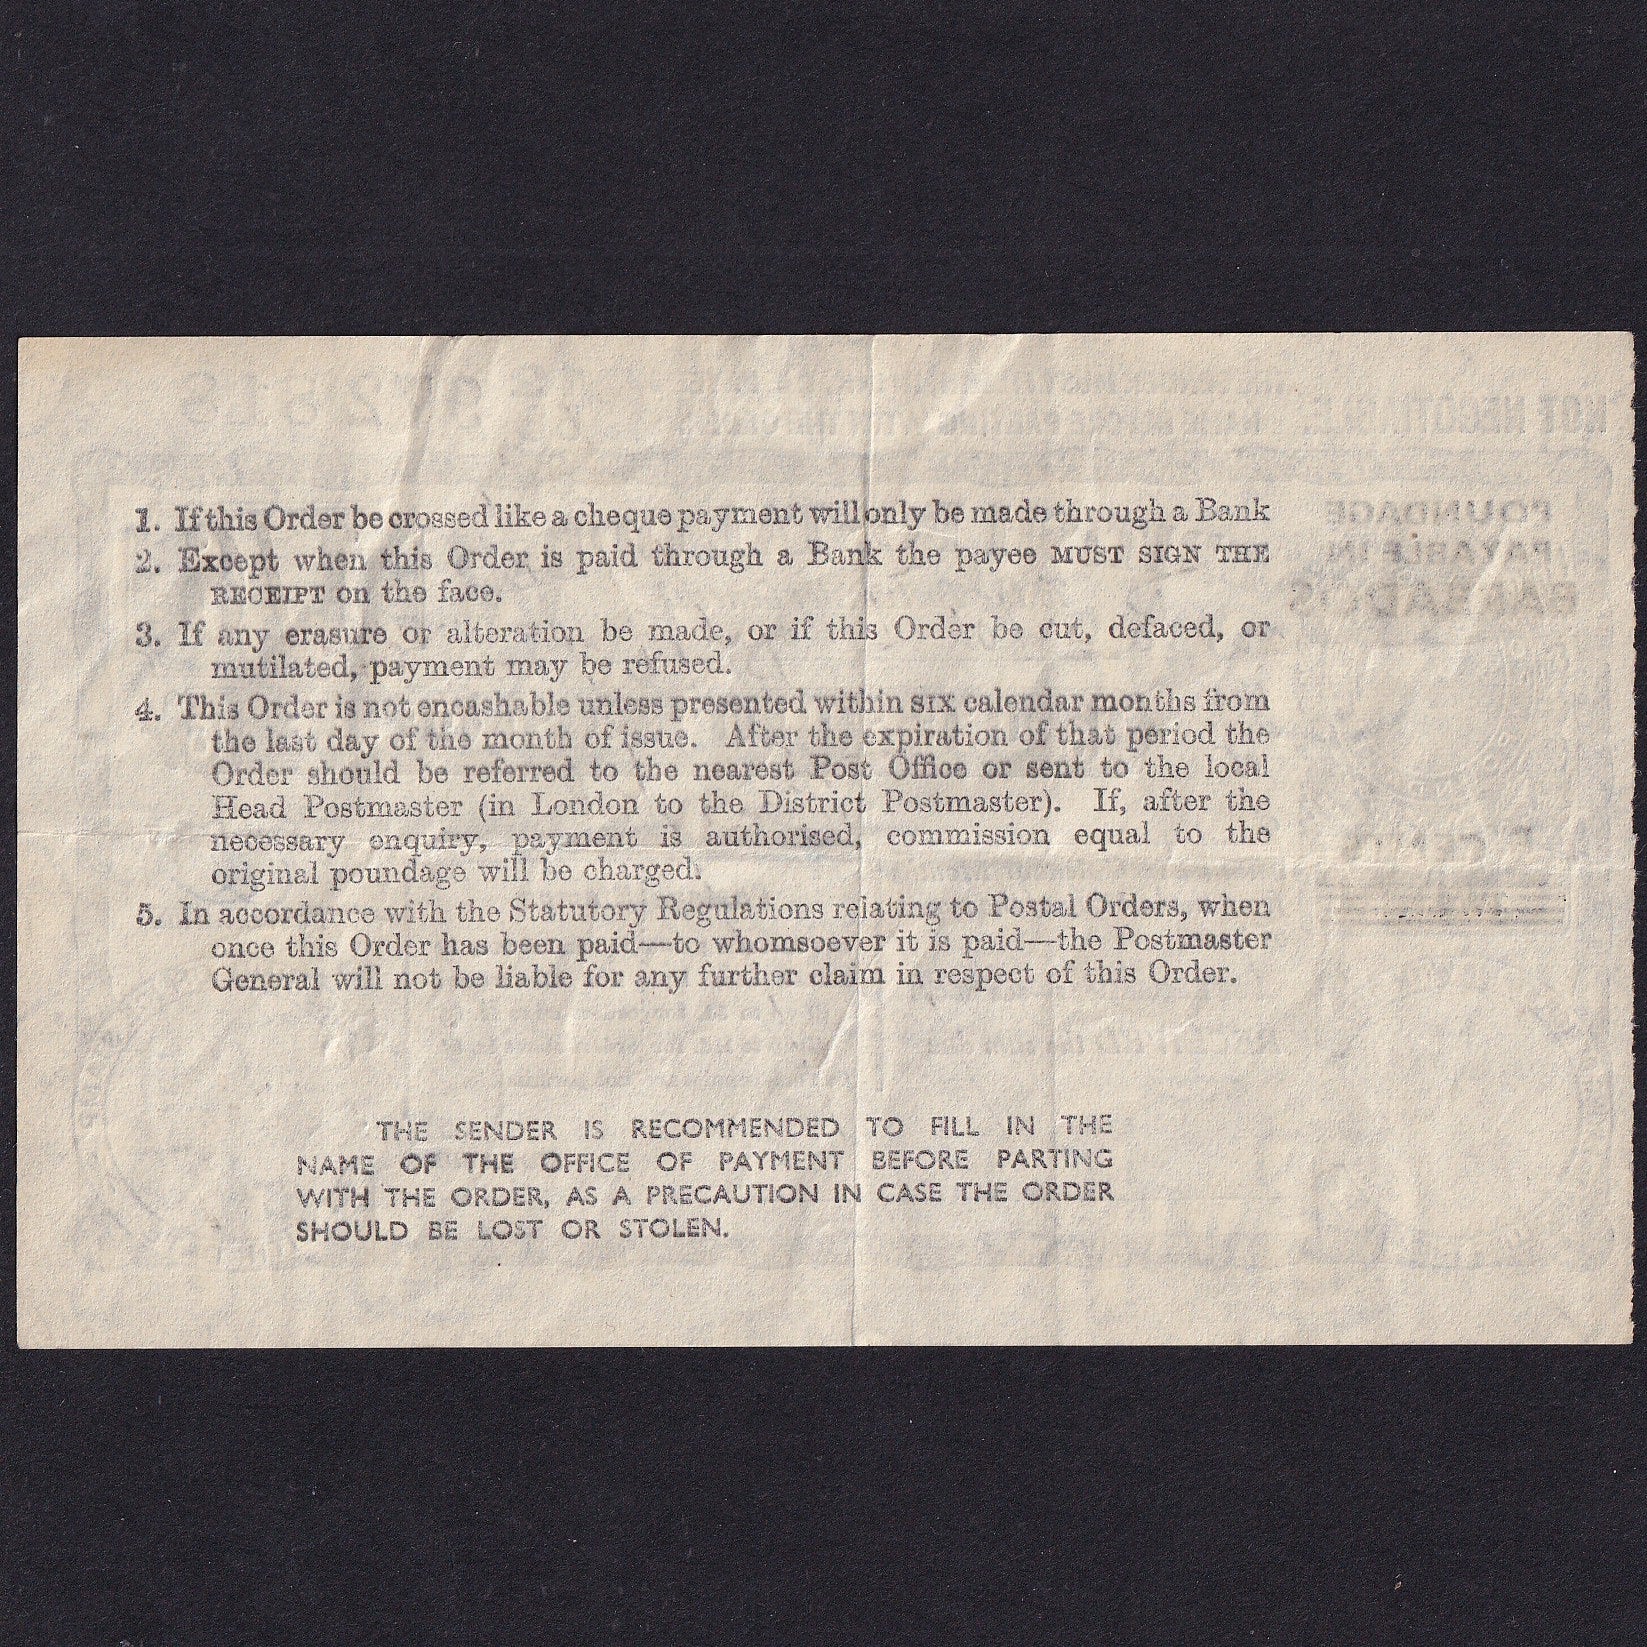 1. If this Order be crossed like a cheque payment will only be made through a Bank
2. Except when this Order is paid through a Bank the payee MUST SIGN THE
RECEIPT on the face.
3. If any erasure or alteration be made, or if this Order be cut, defaced, or
mutilated, payment may be refused.
4. This Order is not encashable unless presented within six calendar months from
the last day of the month of issue. After the expiration of that period the
Order should be referred to the nearest Post Office or sent to the local
Head Postmaster (in London to the District Postmaster). If, after the
necessary enquiry, payment is authorised, commission equal to the
original poundage will be charged.
5. In accordance with the Statutory Regulations relating to Postal Orders, when
once this Order has been paid—to whomsoever it is paid—the Postmaster
General will not be liable for any further claim in respect of this Order.
THE SENDER IS RECOMMENDED TO FILL IN THE
NAME OF THE OFFICE OF PAYMENT BEFORE PARTING
WITH THE ORDER, AS A PRECAUTION IN CASE THE ORDER
SHOULD BE LOST OR STOLEN.
NOT NEGOTIABLE.
POUNDAGE
PAYABLE IN
BARBADOS